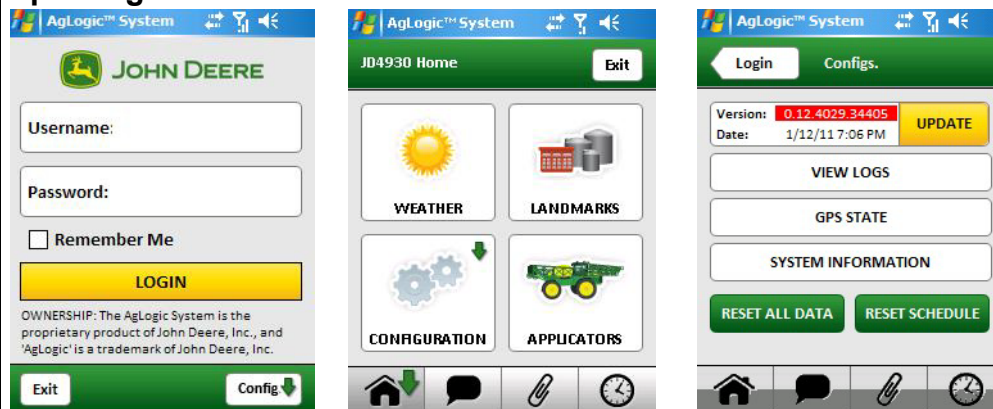 AgLogic™ System
JOHN DEERE
Username:
Password:
Remember Me
LOGIN
OWNERSHIP: The AgLogic System is the
proprietary product of John Deere, Inc., and
'AgLogic' is a trademark of John Deere, Inc.
Exit
Config.
AgLogic™ System
JD4930 Home
Exit
WEATHER
LANDMARKS
CONFIGURATION
APPLICATORS
AgLogic™ System
Login
Configs.
Version: 0.12.4029.34405
Date: 1/12/11 7:06 PM
UPDATE
VIEW LOGS
GPS STATE
SYSTEM INFORMATION
RESET ALL DATA
RESET SCHEDULE